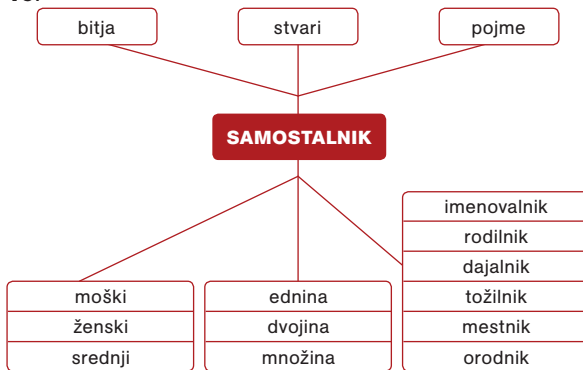 bitja
stvari
pojme
SAMOSTALNIK
imenovalnik
rodilnik
dajalnik
moški
ednina
tožilnik
ženski
dvojina
mestnik
srednji
množina
orodnik